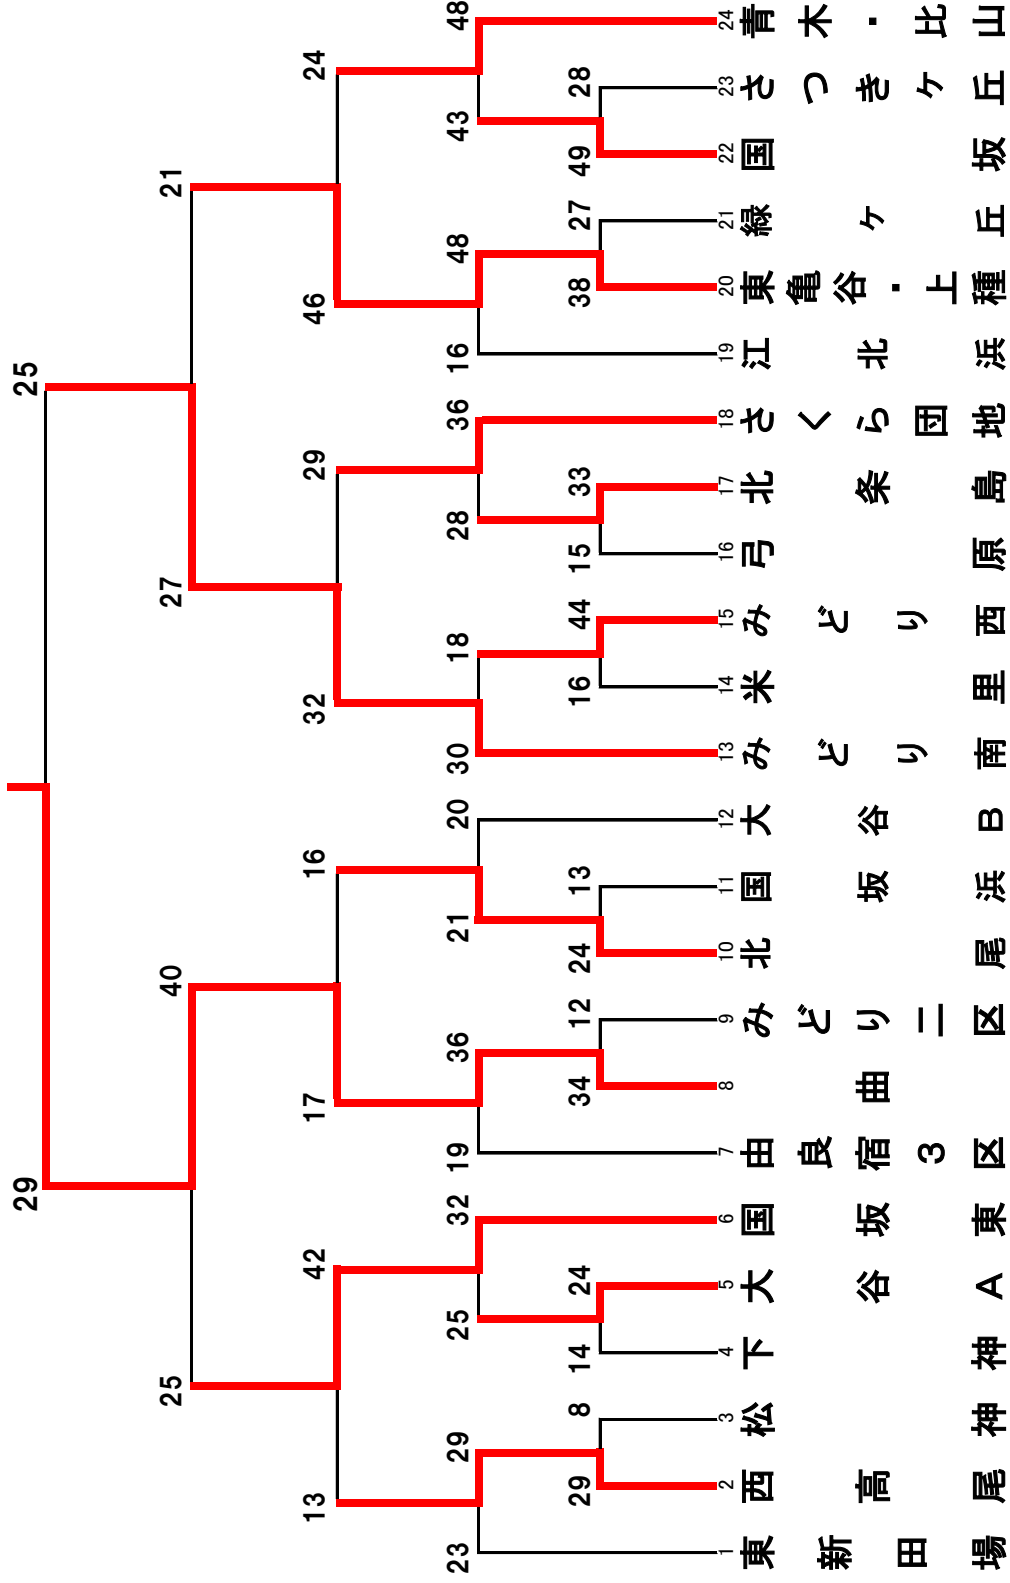 29 25
25 40 27 21
13 42 17 16 32 29 46 24
23 29 25 32 19 36 21 20 30 18 28 36 16 48 43 48
29 8 14 24 34 12 24 13 16 44 15 33 38 27 49 28
1 東新田場
2 西高尾
3 松神
4 下神
5 大谷A
6 国坂東
7 由良宿3区
8 曲
9 みどり二区
10 北尾
11 国坂浜
12 大谷B
13 みどり南
14 米里
15 みどり西
16 弓原
17 北条島
18 さくら団地
19 江北浜
20 東亀谷・上種
21 緑ヶ丘
22 国坂
23 さつきヶ丘
24 青木・比山